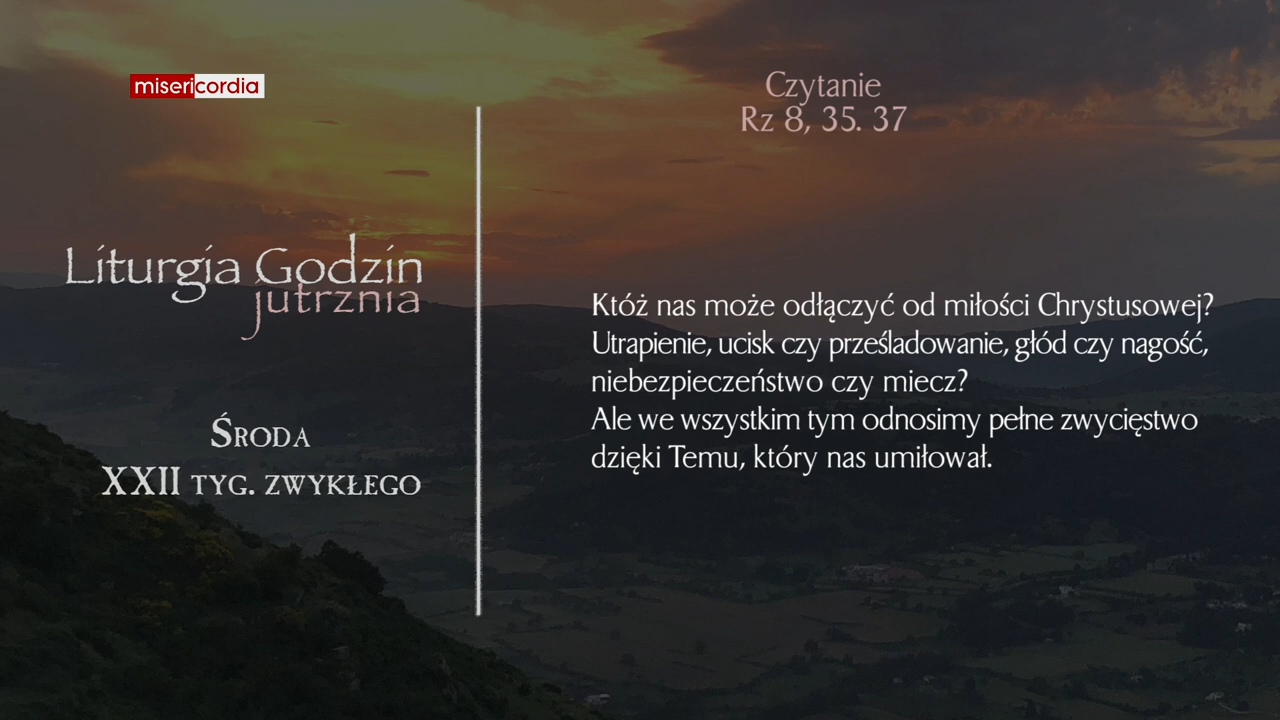 misericordia
Liturgia Godzin
jutrznia
Środa
XXII tyg. zwykłego
Czytanie
Rz 8, 35. 37
Któż nas może odłączyć od miłości Chrystusowej?
Utrapienie, ucisk czy prześladowanie, głód czy nagość,
niebezpieczeństwo czy miecz?
Ale we wszystkim tym odnosimy pełne zwycięstwo
dzięki Temu, który nas umiłował.